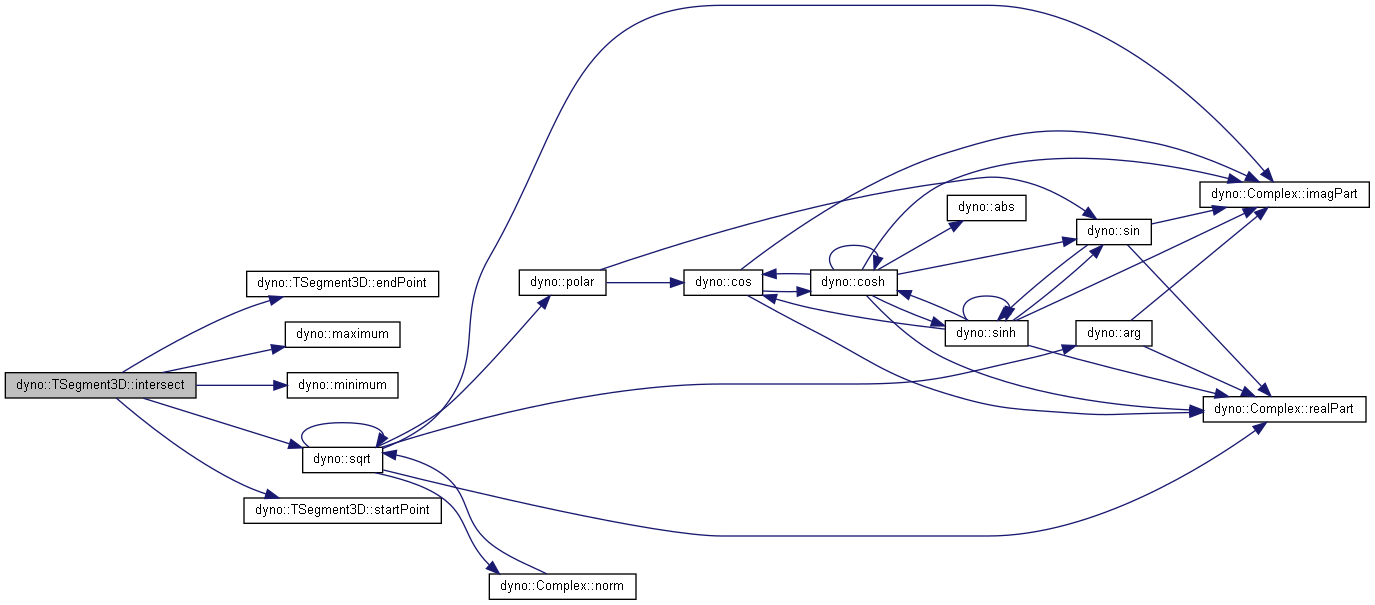 dyno::Complex::imagPart
dyno::abs
dyno::sin
dyno::TSegment3D::endPoint
dyno::polar
dyno::cos
dyno::cosh
dyno::maximum
dyno::sinh
dyno::arg
dyno::TSegment3D::intersect
dyno::minimum
dyno::Complex::realPart
dyno::sqrt
dyno::TSegment3D::startPoint
dyno::Complex::norm